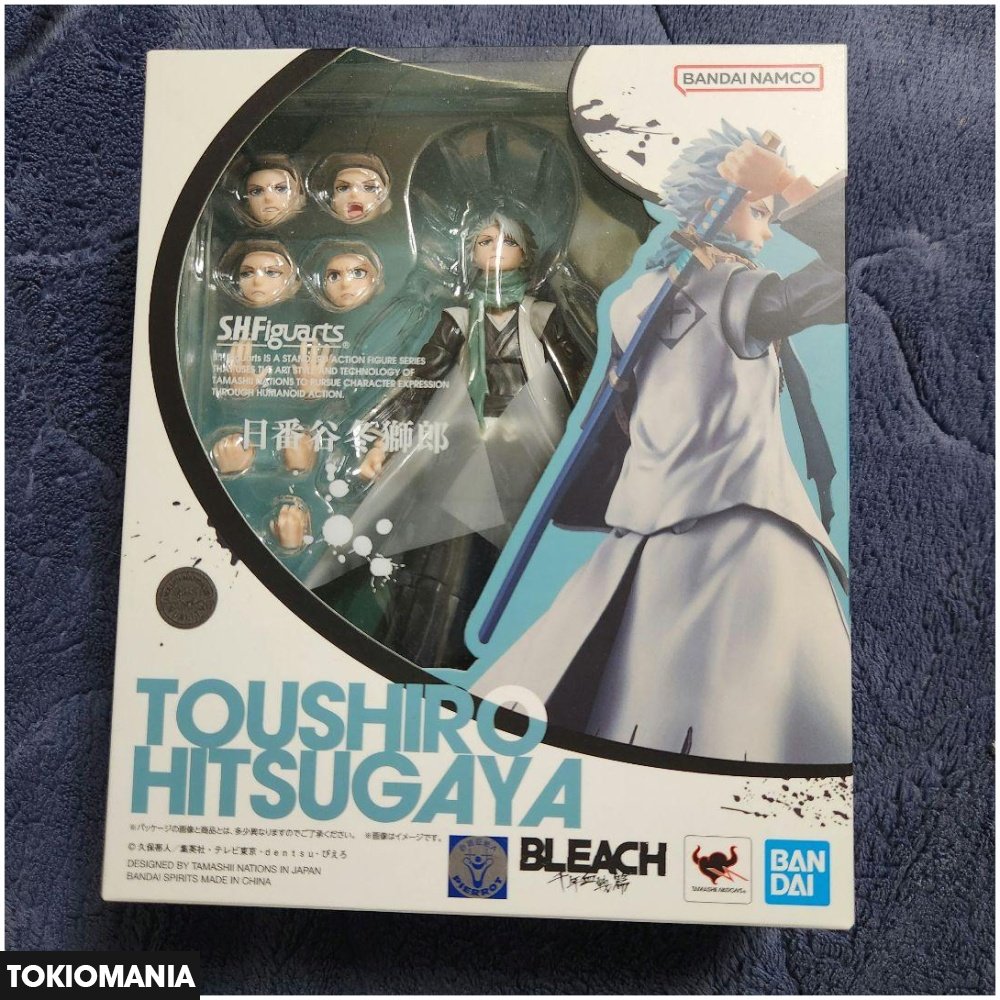 BANDAI NAMCO
S.H.Figuarts®
S.H.Figuarts IS A STANDARD ACTION FIGURE SERIES
THAT USES THE ART STYLE AND TECHNOLOGY OF
TAMASHII NATIONS TO PURSUE CHARACTER EXPRESSION
THROUGH HUMANOID ACTION.
日番谷冬獅郎
TOUSHIRO
HITSUGAYA
※パッケージの画像と商品とは、多少異なりますのでご了承ください。 ※画像はイメージです。
©久保帯人／集英社・テレビ東京・dentsu・ぴえろ
DESIGNED BY TAMASHII NATIONS IN JAPAN
BANDAI SPIRITS MADE IN CHINA
PIERROT
BLEACH
千年血戦篇
TAMASHII NATIONS®
BAN
DAI
TOKIOMANIA